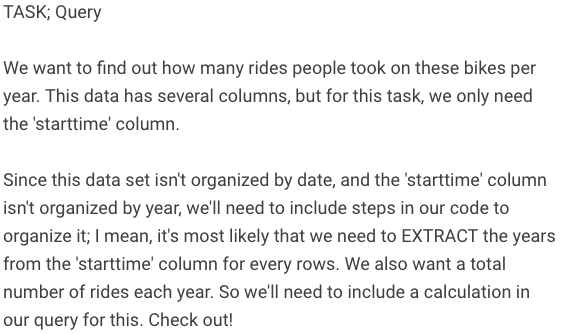 TASK; Query
We want to find out how many rides people took on these bikes per
year. This data has several columns, but for this task, we only need
the 'starttime' column.
Since this data set isn't organized by date, and the 'starttime' column
isn't organized by year, we'll need to include steps in our code to
organize it; I mean, it's most likely that we need to EXTRACT the years
from the 'starttime' column for every rows. We also want a total
number of rides each year. So we'll need to include a calculation in
our query for this. Check out!